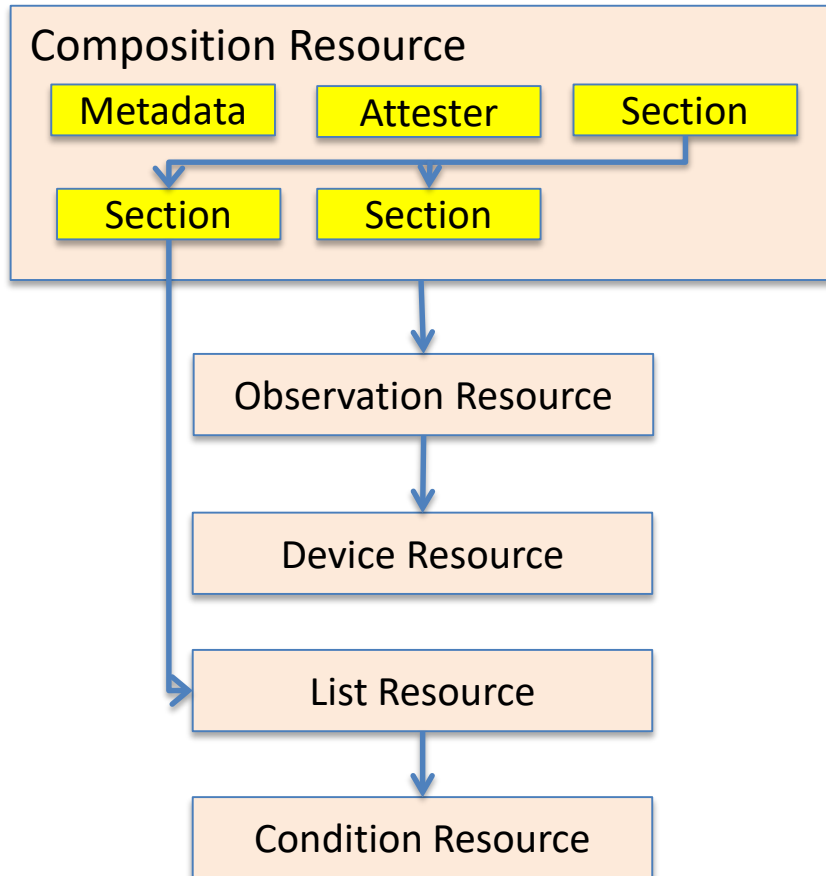 Composition Resource
Metadata
Attester
Section
Section
Section
Observation Resource
Device Resource
List Resource
Condition Resource